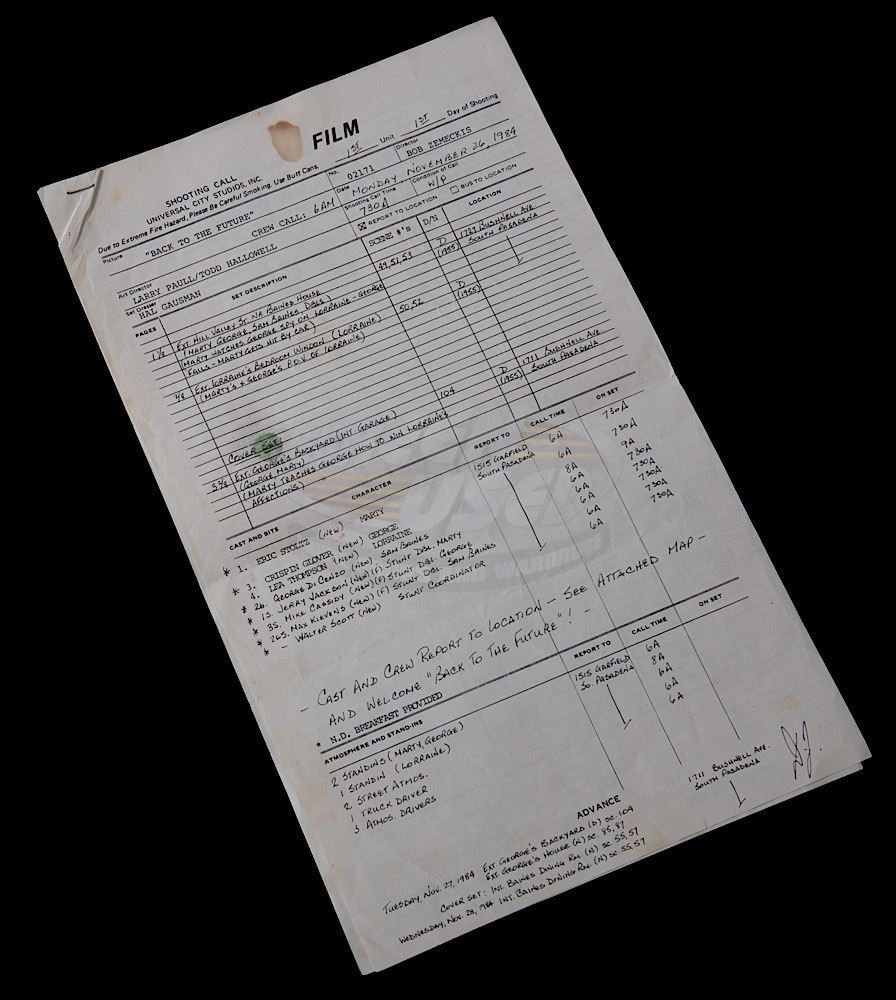 FILM
SHOOTING CALL
UNIVERSAL CITY STUDIOS, INC.
Due to Extreme Fire Hazard, Please Be Careful Smoking. Use Butt Cans.
1ST Unit 1ST Day of Shooting
No. 02171 Director BOB ZEMECKIS
Date MONDAY NOVEMBER 26, 1984
Picture "BACK TO THE FUTURE" CREW CALL: 6AM
Shooting Call Time 730A Condition of Call W/P
☒ REPORT TO LOCATION ☐ BUS TO LOCATION
Art Director LARRY PAULL/TODD HALLOWELL
Set Dresser HAL GAUSMAN
PAGES SET DESCRIPTION SCENE #'S D/N LOCATION
1 1/8 EXT. HILL VALLEY ST. NR BAINES HOUSE 49,51,53 D (1955) 1727 BUSHNELL AVE.
(MARTY, GEORGE, SAM BAINES, DBLS) SOUTH PASADENA
(MARTY WATCHES GEORGE SPY ON LORRAINE - GEORGE
FALLS - MARTY GETS HIT BY CAR)
7/8 EXT. LORRAINE'S BEDROOM WINDOW (LORRAINE) 50,52 D (1955)
(MARTY'S & GEORGE'S P.O.V. OF LORRAINE)
COVER SET:
EXT. GEORGE'S BACKYARD (INT GARAGE) 104 D (1955) 1711 BUSHNELL AVE.
(GEORGE, MARTY) SOUTH PASADENA
(MARTY TEACHES GEORGE HOW TO WIN LORRAINE'S
AFFECTIONS)
CAST AND BITS CHARACTER REPORT TO CALL TIME ON SET
* 1. ERIC STOLTZ (NEW) MARTY 1515 GARFIELD 6A 730A
* 3. CRISPIN GLOVER (NEW) GEORGE SOUTH PASADENA 6A 730A
4. LEA THOMPSON (NEW) LORRAINE 8A 9A
* 26. GEORGE DICENZO (NEW) SAM BAINES 6A 730A
* 1S. JERRY JACKSON (NEW)(F) STUNT DBL. MARTY 6A 730A
* 3S. MIKE CASSIDY (NEW)(F) STUNT DBL. GEORGE 6A 730A
* 26S. MAX KLEVENS (NEW)(F) STUNT DBL. SAM BAINES 6A 730A
* - WALTER SCOTT (NEW) STUNT COORDINATOR 6A 730A
- CAST AND CREW REPORT TO LOCATION - SEE ATTACHED MAP -
AND WELCOME "BACK TO THE FUTURE"! -
* N.D. BREAKFAST PROVIDED
ATMOSPHERE AND STAND-INS REPORT TO CALL TIME ON SET
2 STANDINS (MARTY, GEORGE) 1515 GARFIELD 6A
1 STANDIN (LORRAINE) SO. PASADENA 8A
2 STREET ATMOS. 6A
1 TRUCK DRIVER 6A
3 ATMOS. DRIVERS 6A
ADVANCE
TUESDAY, NOV. 27, 1984 EXT. GEORGE'S BACKYARD (D) SC. 104 1711 BUSHNELL AVE.
EXT. GEORGE'S HOUSE (N) SC. 85,87 SOUTH PASADENA
COVER SET: INT. BAINES DINING RM. (N) SC. 55,57
WEDNESDAY, NOV. 28, 1984 INT. BAINES DINING RM. (N) SC. 55,57